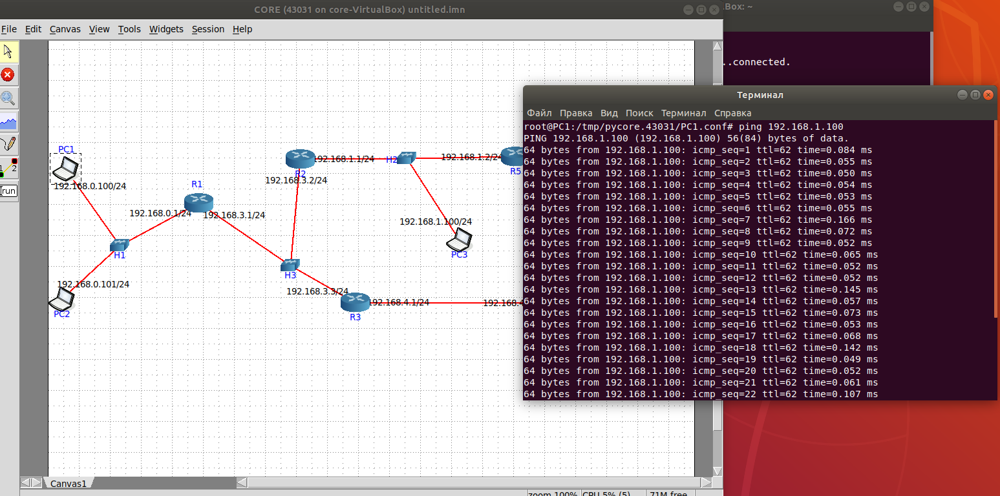 CORE (43031 on core-VirtualBox) untitled.imn
Box: ~
File Edit Canvas View Tools Widgets Session Help
..connected.
Терминал
Файл Правка Вид Поиск Терминал Справка
root@PC1:/tmp/pycore.43031/PC1.conf# ping 192.168.1.100
PING 192.168.1.100 (192.168.1.100) 56(84) bytes of data.
64 bytes from 192.168.1.100: icmp_seq=1 ttl=62 time=0.084 ms
64 bytes from 192.168.1.100: icmp_seq=2 ttl=62 time=0.055 ms
64 bytes from 192.168.1.100: icmp_seq=3 ttl=62 time=0.050 ms
64 bytes from 192.168.1.100: icmp_seq=4 ttl=62 time=0.054 ms
64 bytes from 192.168.1.100: icmp_seq=5 ttl=62 time=0.053 ms
64 bytes from 192.168.1.100: icmp_seq=6 ttl=62 time=0.055 ms
64 bytes from 192.168.1.100: icmp_seq=7 ttl=62 time=0.166 ms
64 bytes from 192.168.1.100: icmp_seq=8 ttl=62 time=0.072 ms
64 bytes from 192.168.1.100: icmp_seq=9 ttl=62 time=0.052 ms
64 bytes from 192.168.1.100: icmp_seq=10 ttl=62 time=0.065 ms
64 bytes from 192.168.1.100: icmp_seq=11 ttl=62 time=0.052 ms
64 bytes from 192.168.1.100: icmp_seq=12 ttl=62 time=0.052 ms
64 bytes from 192.168.1.100: icmp_seq=13 ttl=62 time=0.145 ms
64 bytes from 192.168.1.100: icmp_seq=14 ttl=62 time=0.057 ms
64 bytes from 192.168.1.100: icmp_seq=15 ttl=62 time=0.073 ms
64 bytes from 192.168.1.100: icmp_seq=16 ttl=62 time=0.053 ms
64 bytes from 192.168.1.100: icmp_seq=17 ttl=62 time=0.068 ms
64 bytes from 192.168.1.100: icmp_seq=18 ttl=62 time=0.142 ms
64 bytes from 192.168.1.100: icmp_seq=19 ttl=62 time=0.049 ms
64 bytes from 192.168.1.100: icmp_seq=20 ttl=62 time=0.052 ms
64 bytes from 192.168.1.100: icmp_seq=21 ttl=62 time=0.061 ms
64 bytes from 192.168.1.100: icmp_seq=22 ttl=62 time=0.107 ms
PC1
192.168.0.100/24
R1
192.168.0.1/24
192.168.3.1/24
H1
192.168.0.101/24
PC2
192.168.1.1/24
R2
192.168.3.2/24
H2
192.168.1.2/24
R5
192.168.1.100/24
PC3
H3
192.168.3.3/24
192.168.4.1/24
192.168.4
R3
1 2
run
Canvas1
zoom 100% CPU 5% (5) 71M free